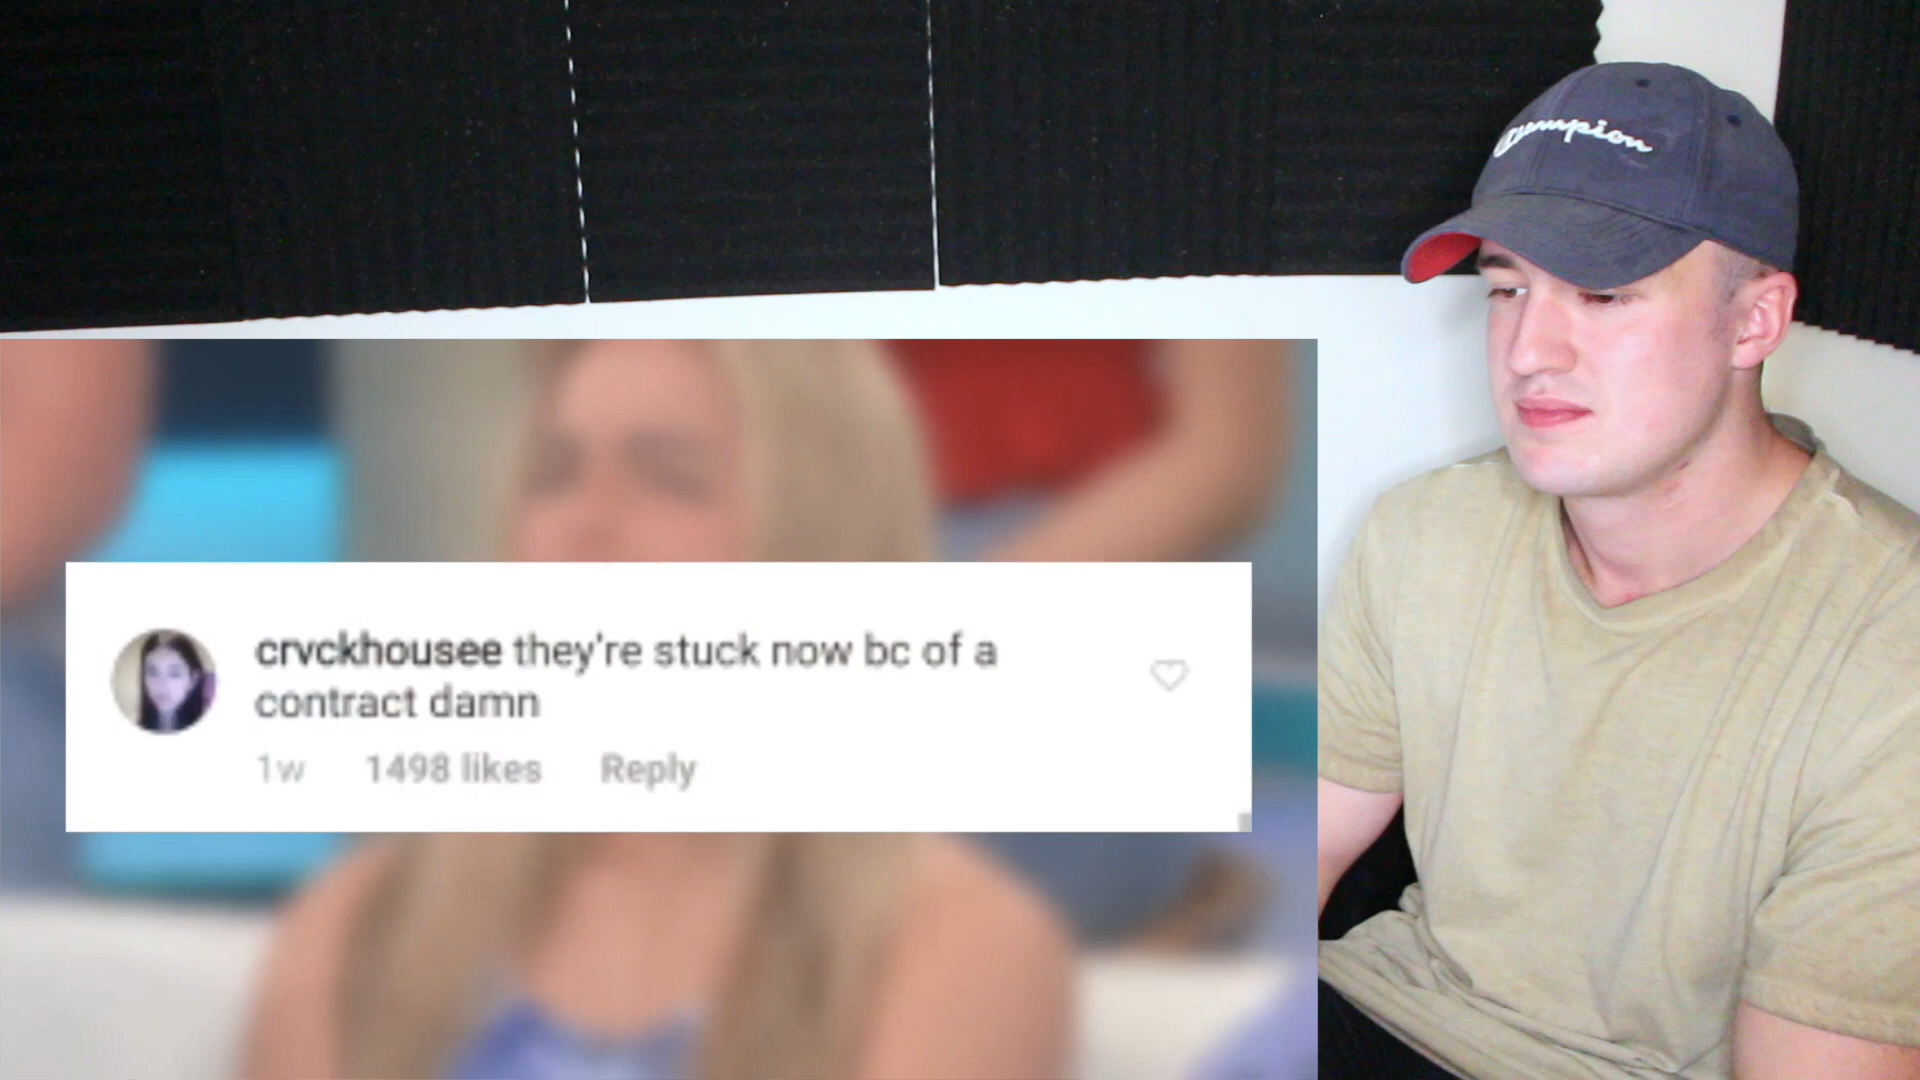 Champion
crvckhousee they're stuck now bc of a
contract damn
1w 1498 likes Reply